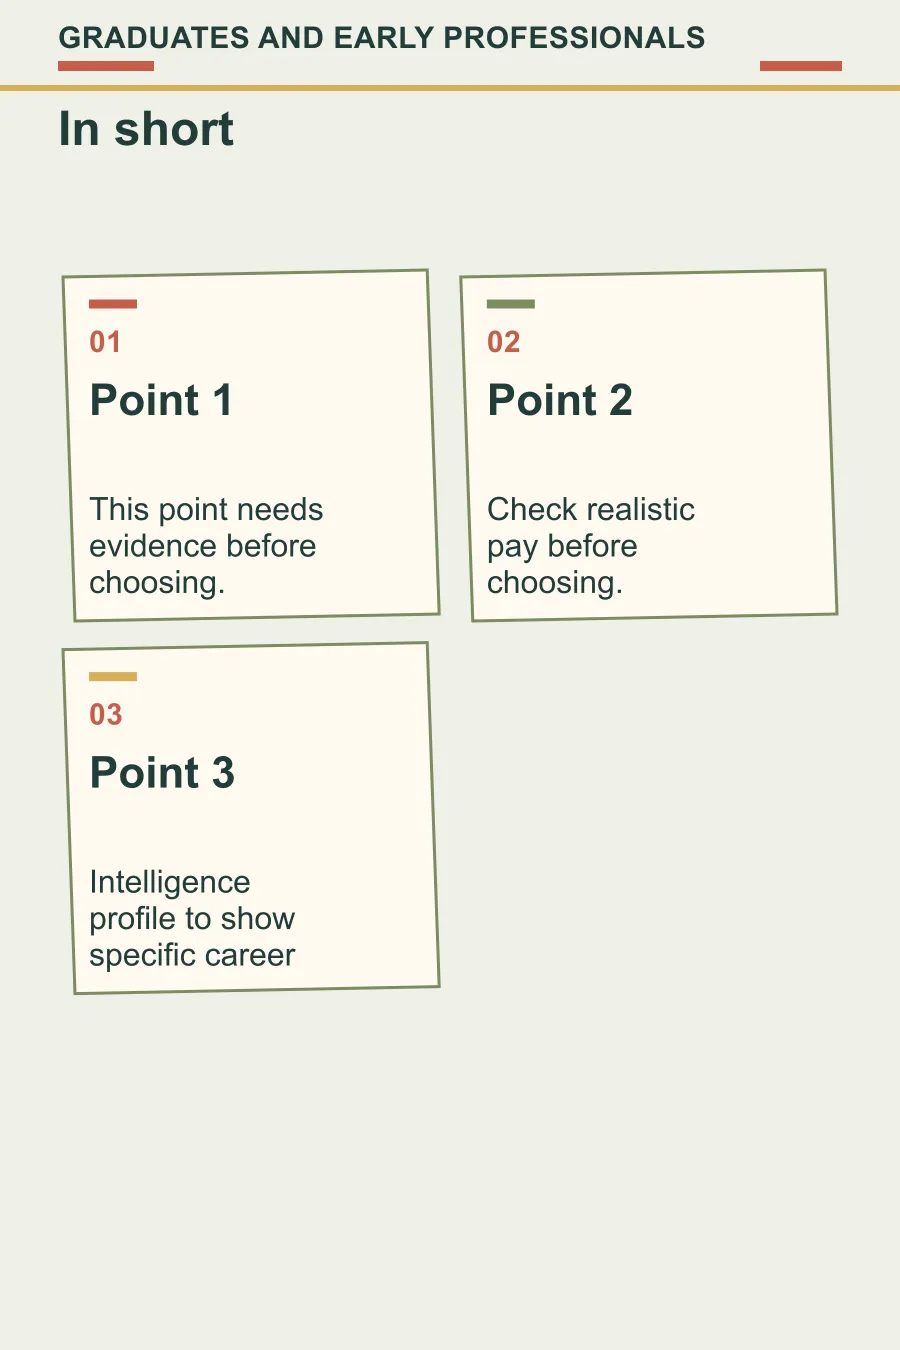 GRADUATES AND EARLY PROFESSIONALS
In short
01
Point 1
This point needs
evidence before
choosing.
02
Point 2
Check realistic
pay before
choosing.
03
Point 3
Intelligence
profile to show
specific career